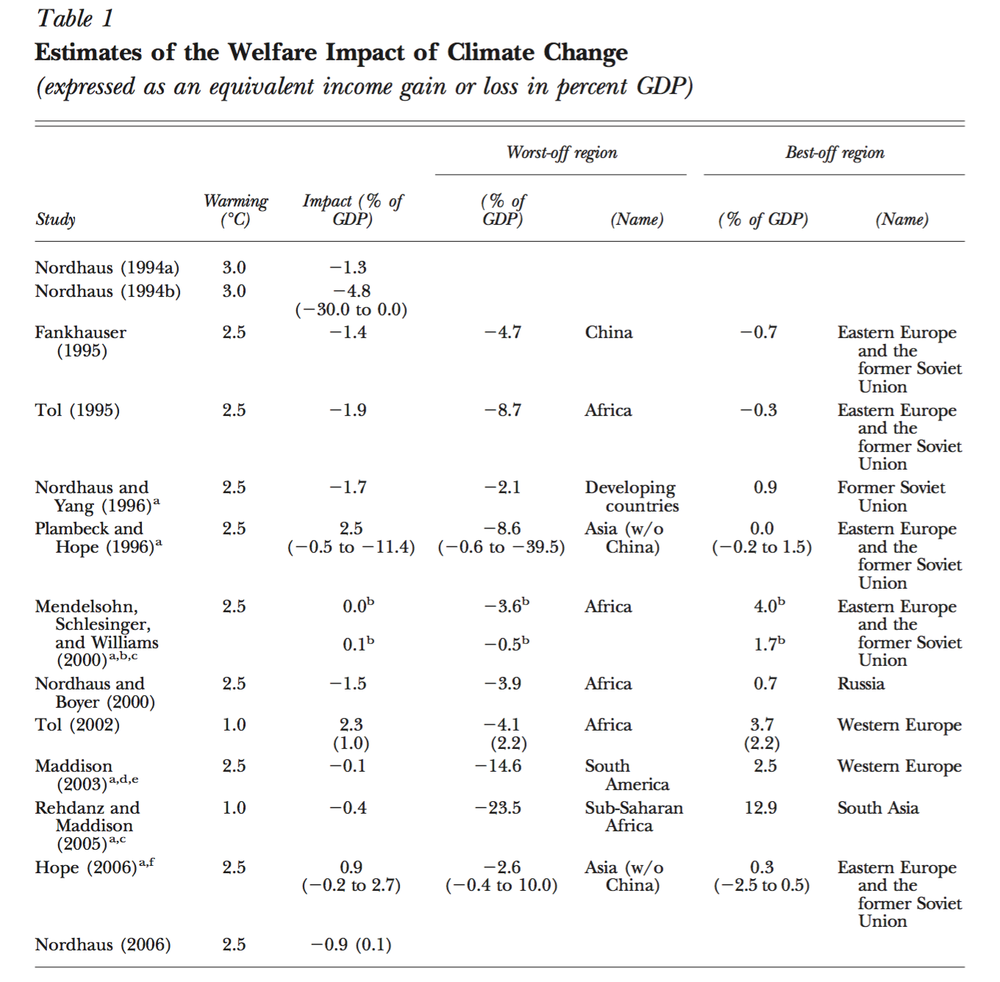 Table 1
Estimates of the Welfare Impact of Climate Change
(expressed as an equivalent income gain or loss in percent GDP)
Worst-off region Best-off region
Warming Impact (% of (% of
Study (°C) GDP) GDP) (Name) (% of GDP) (Name)
Nordhaus (1994a) 3.0 −1.3
Nordhaus (1994b) 3.0 −4.8
(−30.0 to 0.0)
Fankhauser 2.5 −1.4 −4.7 China −0.7 Eastern Europe
(1995) and the
former Soviet
Union
Tol (1995) 2.5 −1.9 −8.7 Africa −0.3 Eastern Europe
and the
former Soviet
Union
Nordhaus and 2.5 −1.7 −2.1 Developing 0.9 Former Soviet
Yang (1996)ᵃ countries Union
Plambeck and 2.5 2.5 −8.6 Asia (w/o 0.0 Eastern Europe
Hope (1996)ᵃ (−0.5 to −11.4) (−0.6 to −39.5) China) (−0.2 to 1.5) and the
former Soviet
Union
Mendelsohn, 2.5 0.0ᵇ −3.6ᵇ Africa 4.0ᵇ Eastern Europe
Schlesinger, and the
and Williams 0.1ᵇ −0.5ᵇ 1.7ᵇ former Soviet
(2000)ᵃ,ᵇ,ᶜ Union
Nordhaus and 2.5 −1.5 −3.9 Africa 0.7 Russia
Boyer (2000)
Tol (2002) 1.0 2.3 −4.1 Africa 3.7 Western Europe
(1.0) (2.2) (2.2)
Maddison 2.5 −0.1 −14.6 South 2.5 Western Europe
(2003)ᵃ,ᵈ,ᵉ America
Rehdanz and 1.0 −0.4 −23.5 Sub-Saharan 12.9 South Asia
Maddison Africa
(2005)ᵃ,ᶜ
Hope (2006)ᵃ,ᶠ 2.5 0.9 −2.6 Asia (w/o 0.3 Eastern Europe
(−0.2 to 2.7) (−0.4 to 10.0) China) (−2.5 to 0.5) and the
former Soviet
Union
Nordhaus (2006) 2.5 −0.9 (0.1)